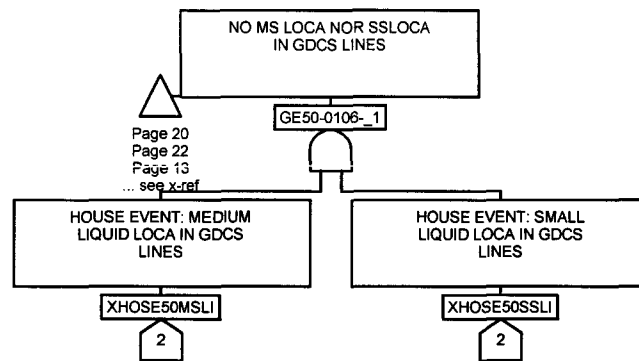 NO MS LOCA NOR SSLOCA
IN GDCS LINES
GE50-0106-_1
Page 20
Page 22
Page 13
... see x-ref
HOUSE EVENT: MEDIUM
LIQUID LOCA IN GDCS
LINES
XHOSE50MSLI
2
HOUSE EVENT: SMALL
LIQUID LOCA IN GDCS
LINES
XHOSE50SSLI
2